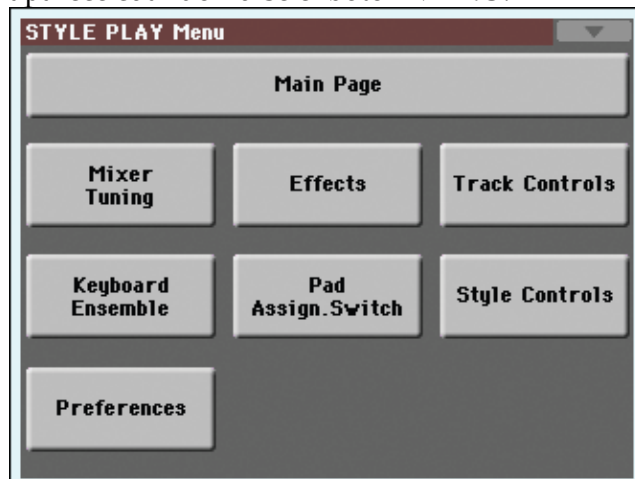 STYLE PLAY Menu
Main Page
Mixer
Tuning
Effects
Track Controls
Keyboard
Ensemble
Pad
Assign.Switch
Style Controls
Preferences